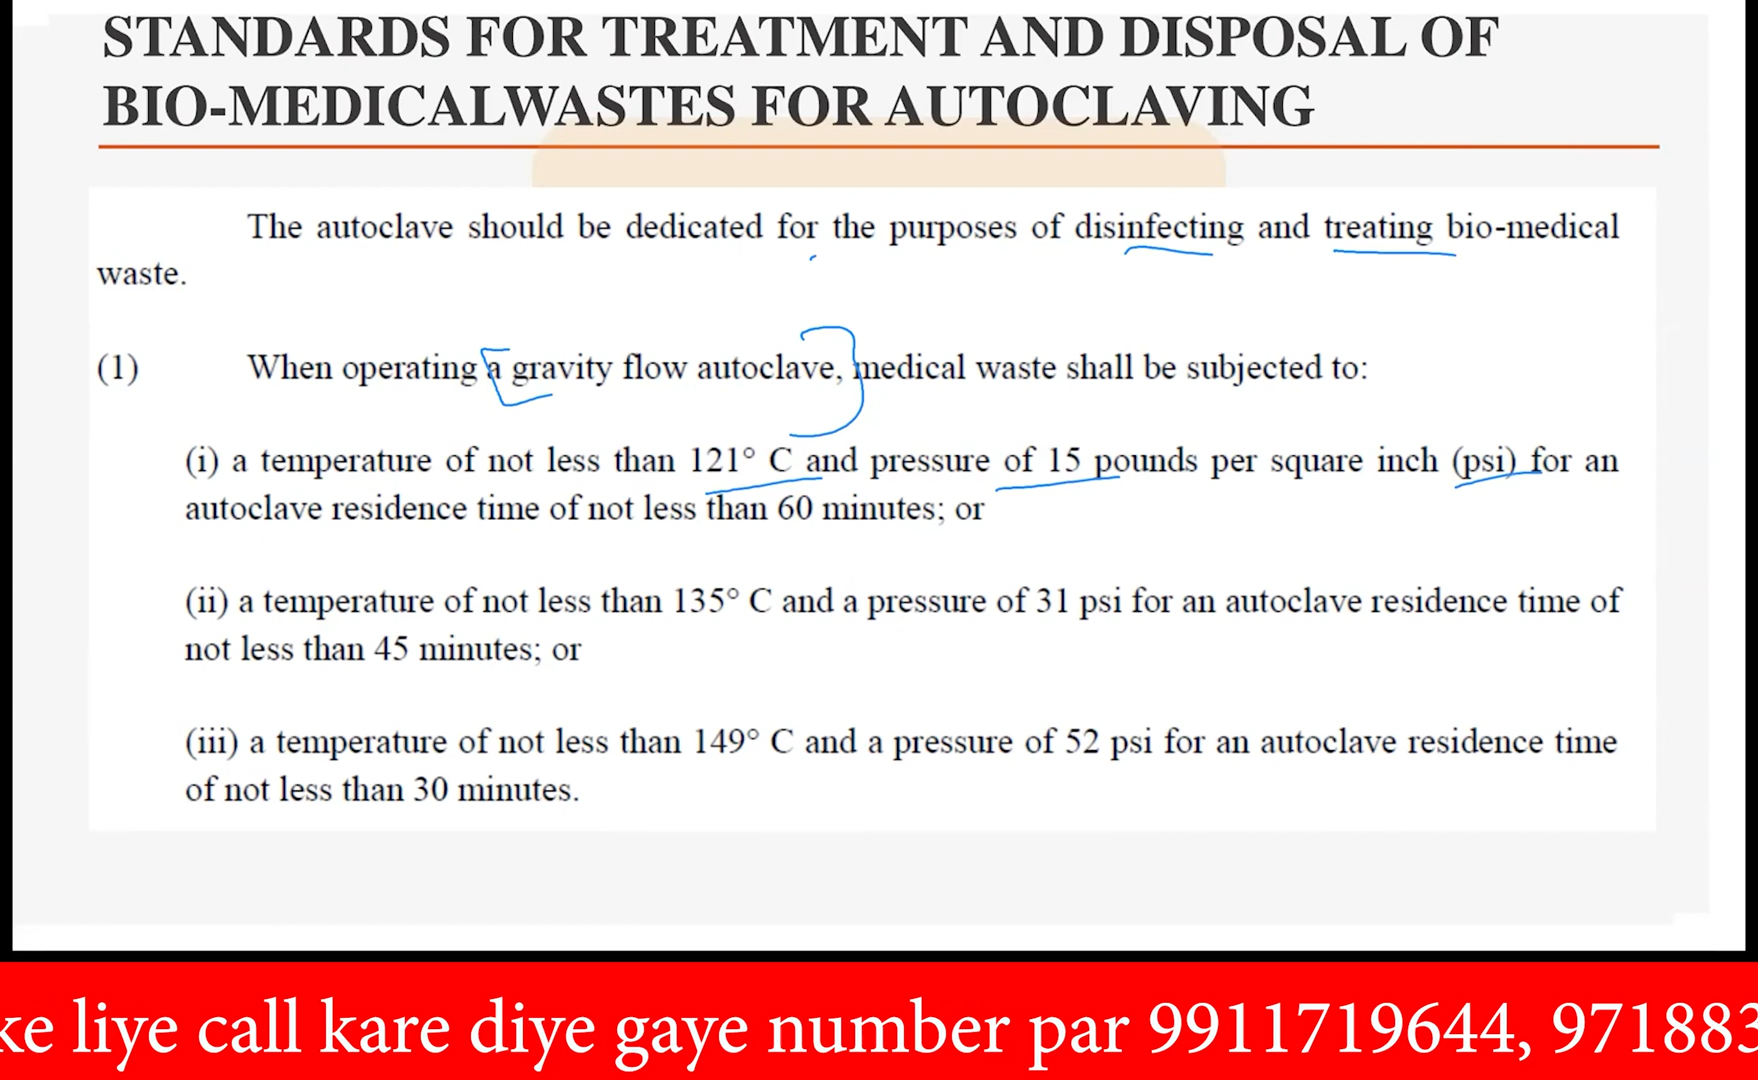 STANDARDS FOR TREATMENT AND DISPOSAL OF
BIO-MEDICALWASTES FOR AUTOCLAVING
The autoclave should be dedicated for the purposes of disinfecting and treating bio-medical
waste.
(1) When operating a gravity flow autoclave, medical waste shall be subjected to:
(i) a temperature of not less than 121° C and pressure of 15 pounds per square inch (psi) for an
autoclave residence time of not less than 60 minutes; or
(ii) a temperature of not less than 135° C and a pressure of 31 psi for an autoclave residence time of
not less than 45 minutes; or
(iii) a temperature of not less than 149° C and a pressure of 52 psi for an autoclave residence time
of not less than 30 minutes.
ke liye call kare diye gaye number par 9911719644, 971883